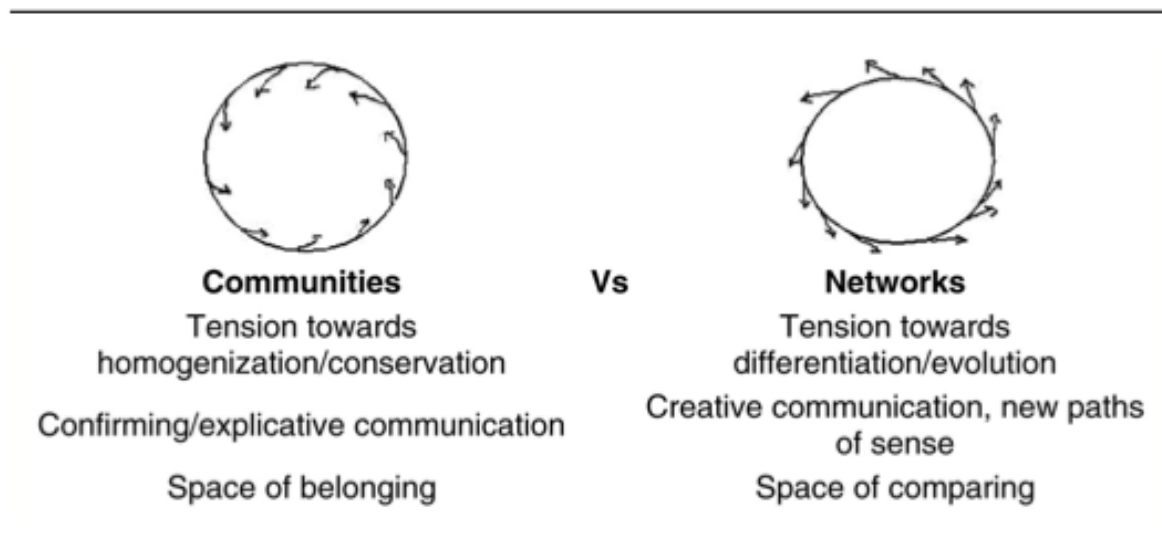 Communities Vs Networks
Tension towards
homogenization/conservation
Tension towards
differentiation/evolution
Confirming/explicative communication
Creative communication, new paths
of sense
Space of belonging
Space of comparing